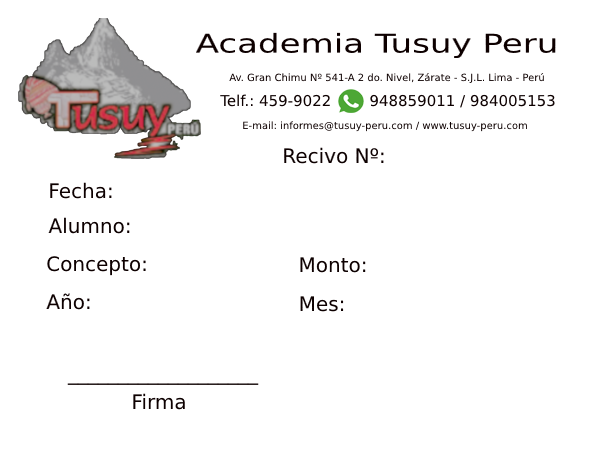 Academia Tusuy Peru
Av. Gran Chimu Nº 541-A 2 do. Nivel, Zárate - S.J.L. Lima - Perú
Telf.: 459-9022 948859011 / 984005153
E-mail: informes@tusuy-peru.com / www.tusuy-peru.com
Tusuy PERÚ
Recivo Nº:
Fecha:
Alumno:
Concepto: Monto:
Año: Mes:
___________________
Firma